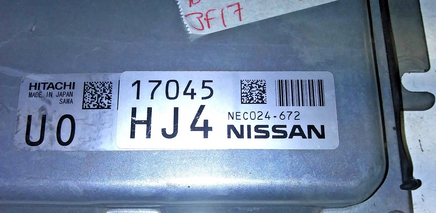 JF17
HITACHI
MADE IN JAPAN
SAWA
U0
17045
HJ4
NEC024-672
NISSAN